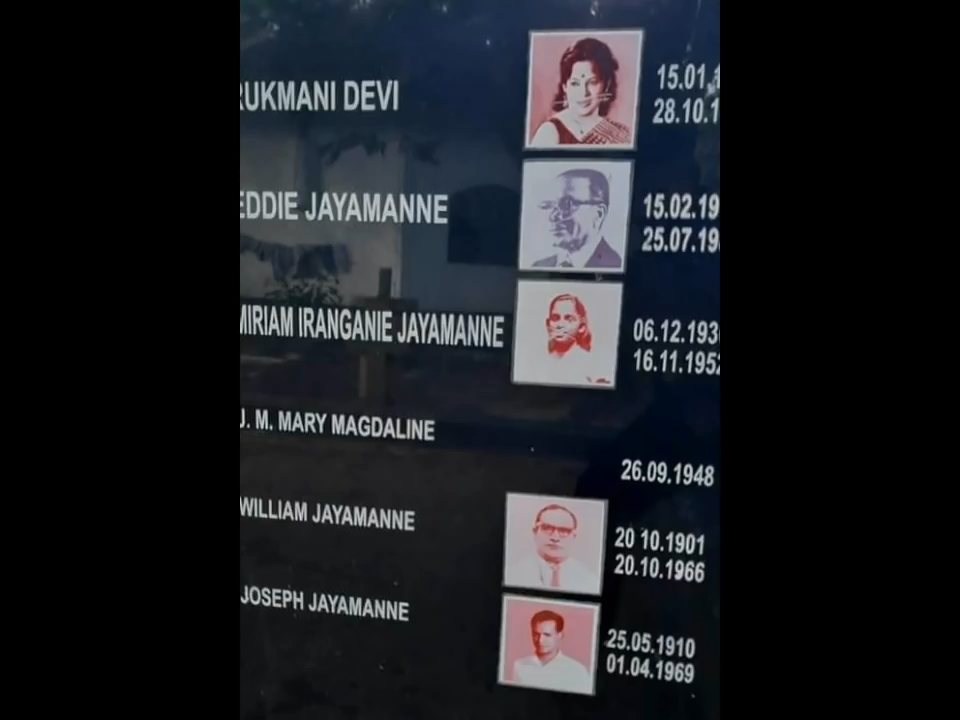 RUKMANI DEVI
15.01.1
28.10.1
EDDIE JAYAMANNE
15.02.19
25.07.19
MIRIAM IRANGANIE JAYAMANNE
06.12.193
16.11.1952
J. M. MARY MAGDALINE
26.09.1948
WILLIAM JAYAMANNE
20 10.1901
20.10.1966
JOSEPH JAYAMANNE
25.05.1910
01.04.1969